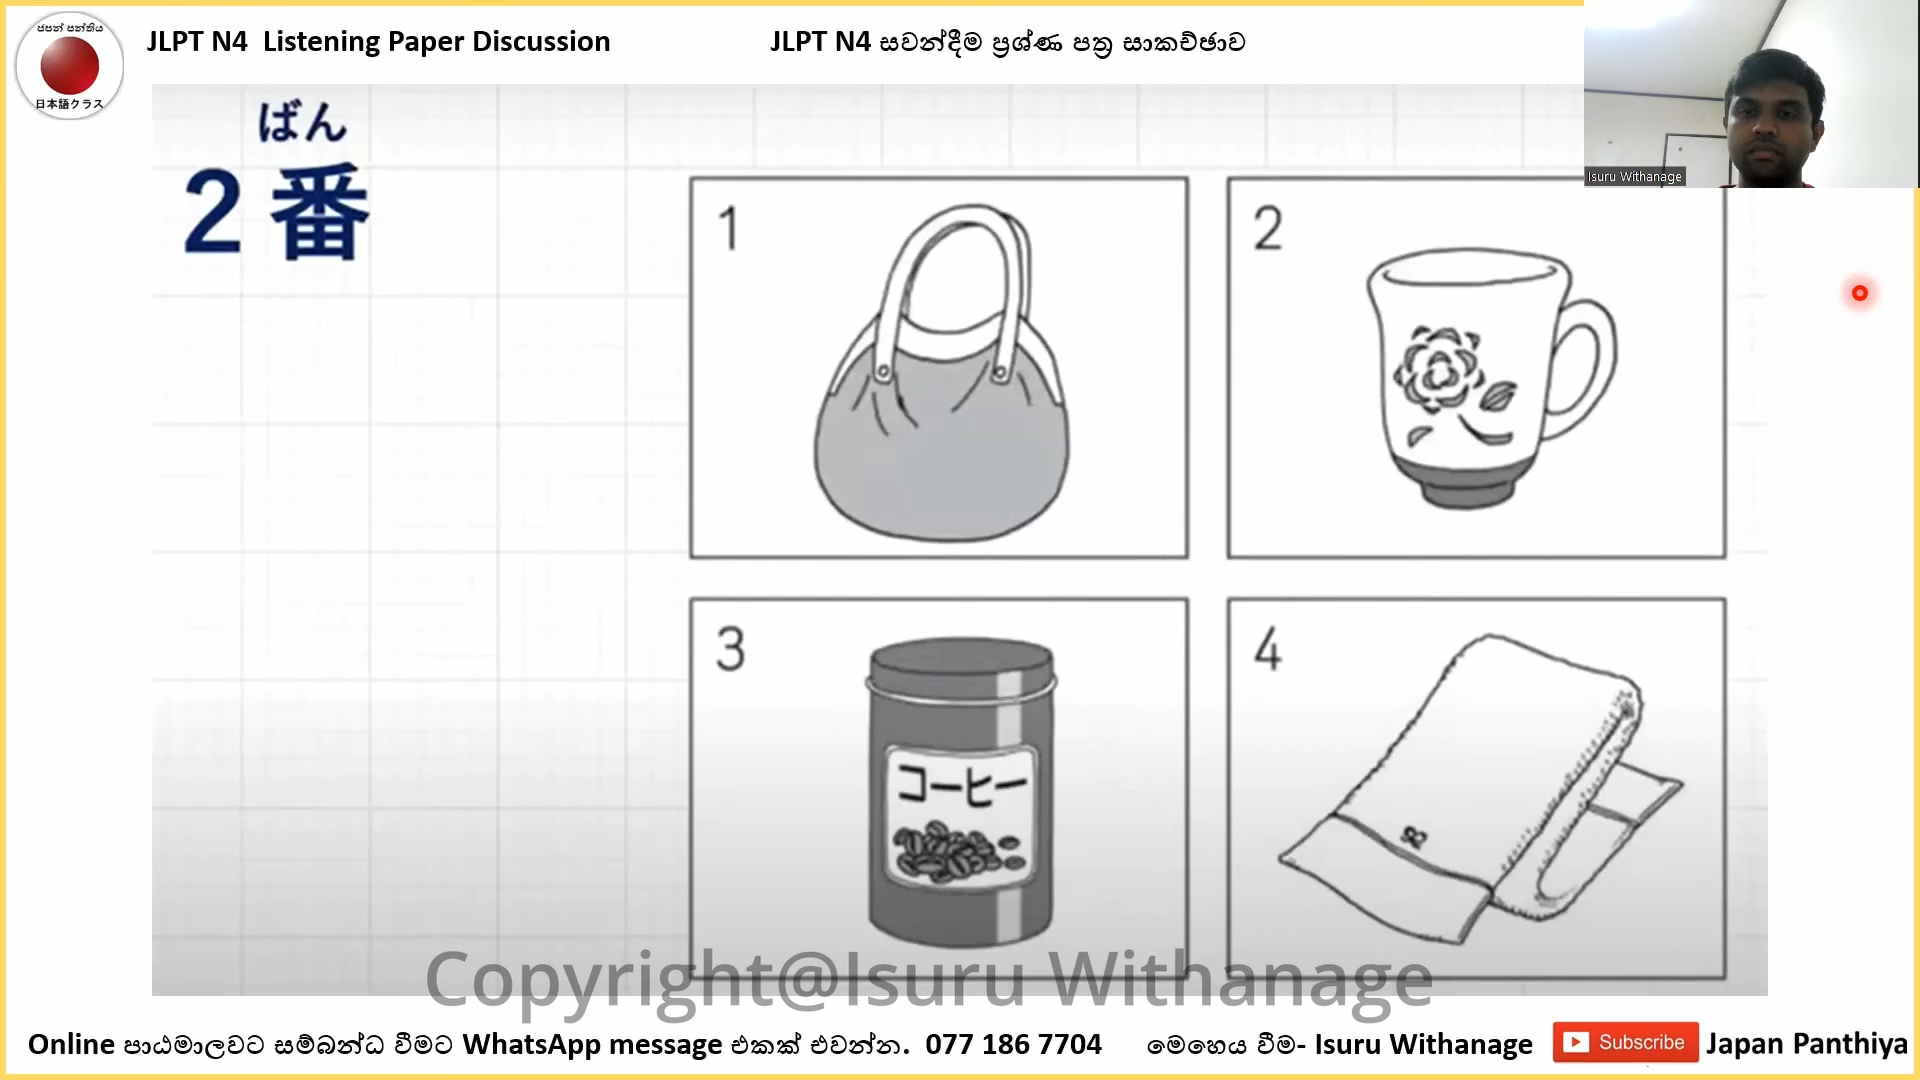 ජපන් පන්තිය
日本語クラス
JLPT N4 Listening Paper Discussion
JLPT N4 සවන්දීම ප්‍රශ්ණ පත්‍ර සාකච්ඡාව
Isuru Withanage
ばん
2番
1
2
3
コーヒー
4
Copyright@Isuru Withanage
Online පාඨමාලවට සම්බන්ධ වීමට WhatsApp message එකක් එවන්න. 077 186 7704
මෙහෙය වීම- Isuru Withanage
Subscribe
Japan Panthiya